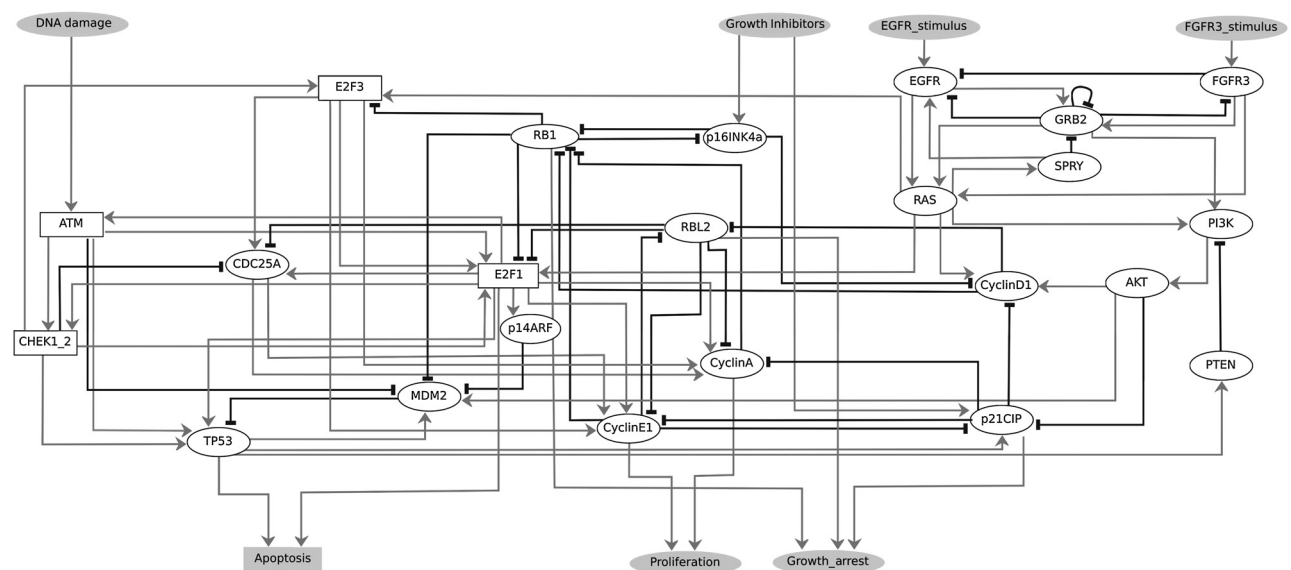 DNA damage
Growth Inhibitors
EGFR_stimulus
FGFR3_stimulus
E2F3
EGFR
FGFR3
GRB2
RB1
p16INK4a
SPRY
RAS
ATM
RBL2
PI3K
CDC25A
E2F1
CyclinD1
AKT
CHEK1_2
p14ARF
CyclinA
PTEN
MDM2
p21CIP
CyclinE1
TP53
Apoptosis
Proliferation
Growth_arrest